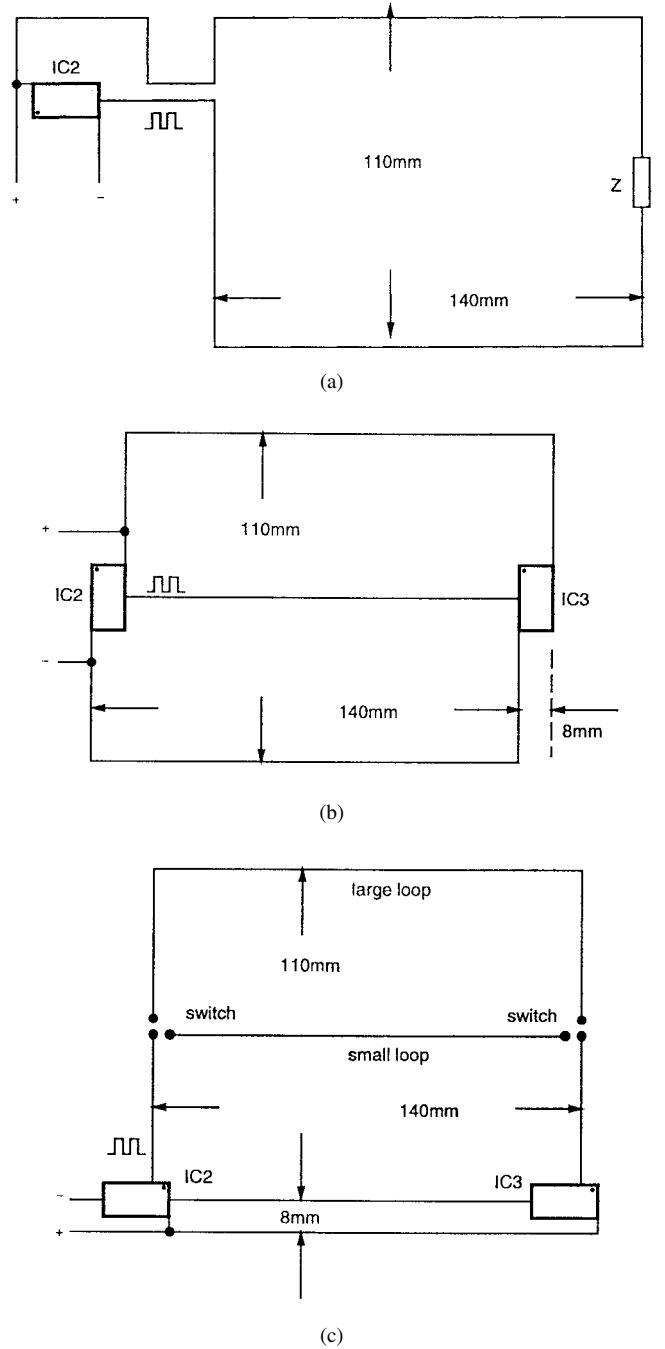 IC2
110mm
Z
+ −
140mm
(a)
+
110mm
IC2
IC3
−
140mm
8mm
(b)
large loop
110mm
switch
switch
small loop
140mm
IC2
IC3
−
8mm
+
(c)